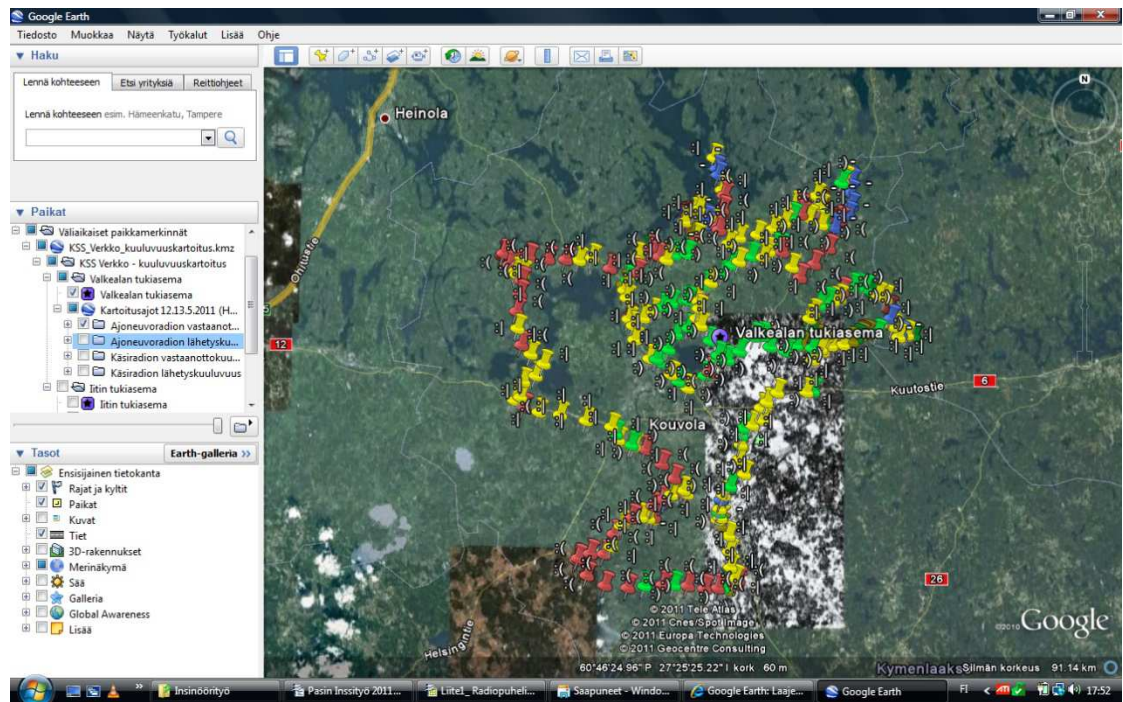 Google Earth
Tiedosto Muokkaa Näytä Työkalut Lisää Ohje
Haku
Lennä kohteeseen Etsi yrityksiä Reittiohjeet
Lennä kohteeseen esim. Hämeenkatu, Tampere
Paikat
Väliaikaiset paikkamerkinnät
KSS_Verkko_kuuluvuuskartoitus.kmz
KSS Verkko - kuuluvuuskartoitus
Valkealan tukiasema
Valkealan tukiasema
Kartoitusajot 12.13.5.2011 (H...
Ajoneuvoradion vastaanot...
Ajoneuvoradion lähetysku...
Käsiradion vastaanottokuu...
Käsiradion lähetyskuuluvuus
Iitin tukiasema
Iitin tukiasema
Tasot Earth-galleria >>
Ensisijainen tietokanta
Rajat ja kyltit
Paikat
Kuvat
Tiet
3D-rakennukset
Merinäkymä
Sää
Galleria
Global Awareness
Lisää
N
Heinola
Ohitustie
12
Valkealan tukiasema
Kuutostie
6
Kouvola
26
Helsingintie
© 2011 Tele Atlas
© 2011 Cnes/Spot Image
© 2011 Europa Technologies
© 2011 Geocentre Consulting
©2010 Google
60°46'24.96" P 27°25'25.22" I kork 60 m
Kymenlaaks Silmän korkeus 91.14 km
Insinöörityö
Pasin Inssityö 2011...
Liite1_ Radiopuheli...
Saapuneet - Windo...
Google Earth: Laaje...
Google Earth
FI
17:52